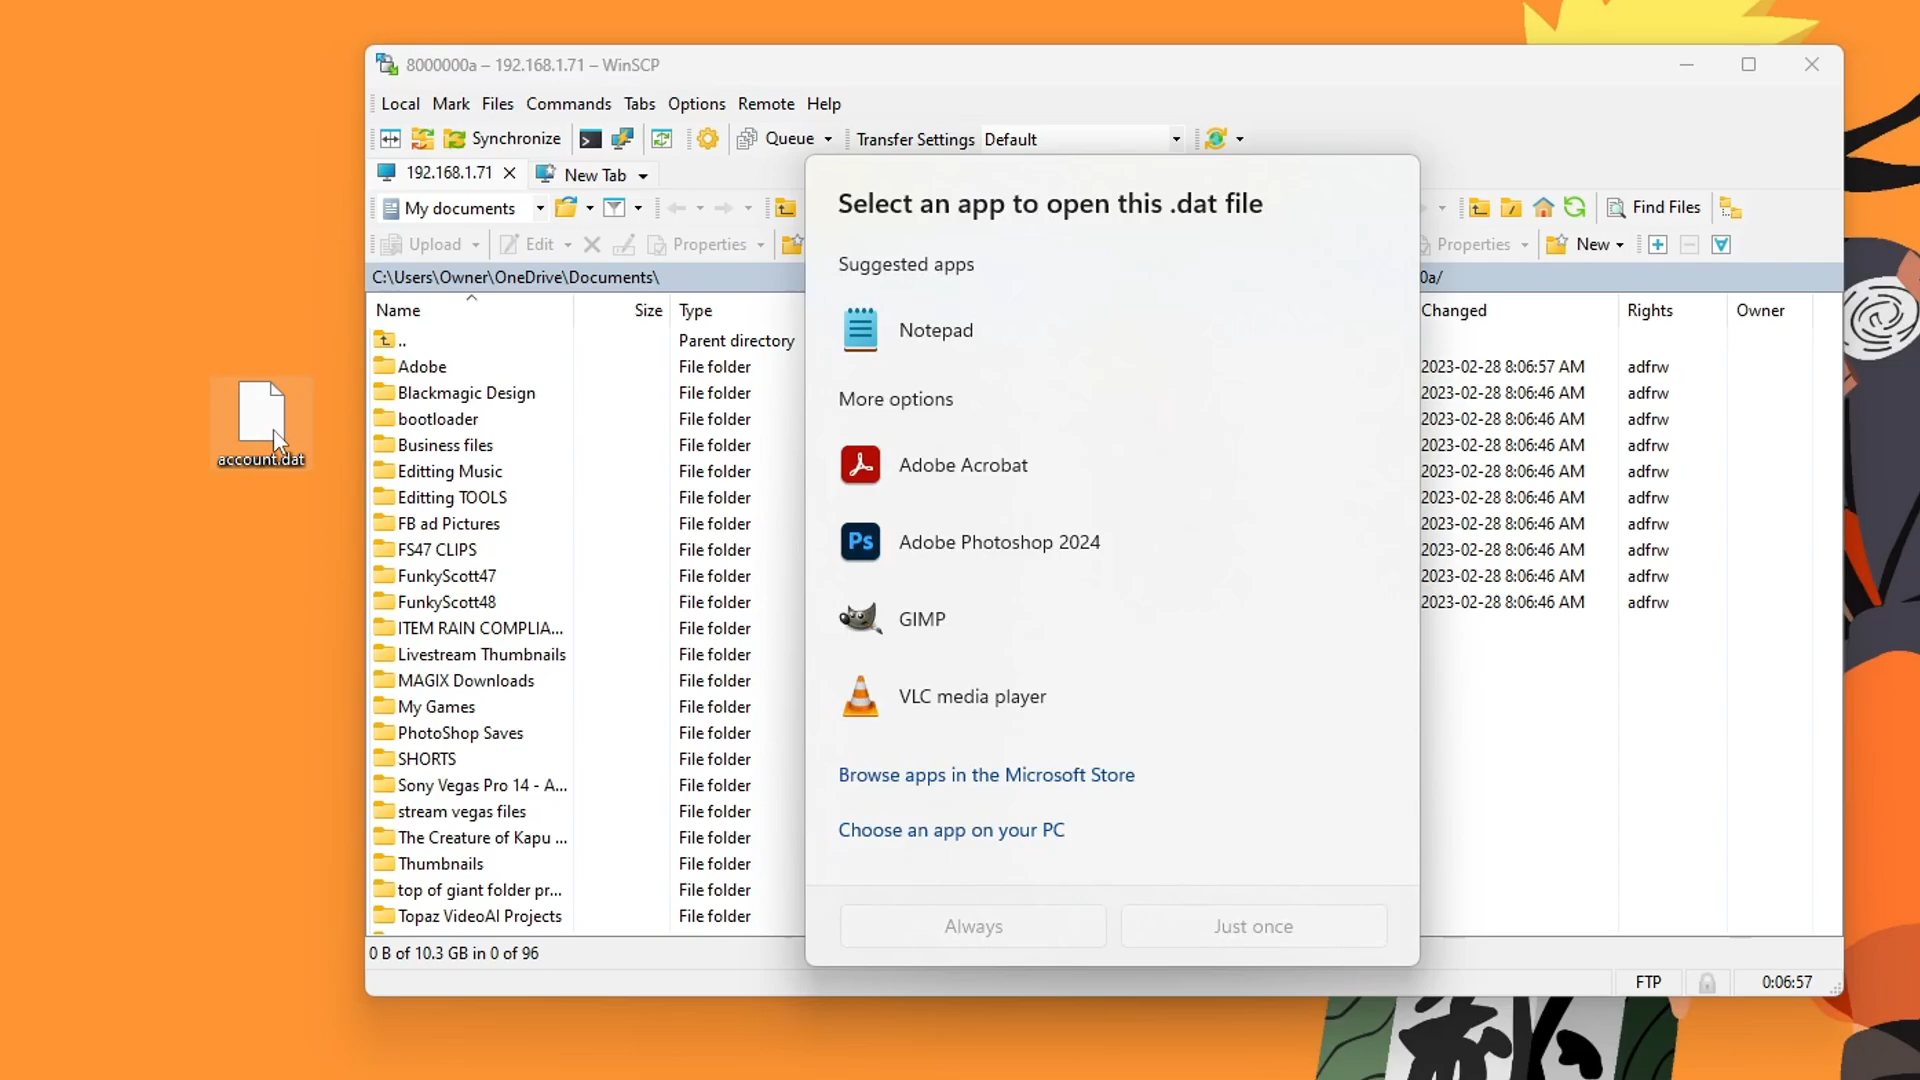 8000000a – 192.168.1.71 – WinSCP
Local Mark Files Commands Tabs Options Remote Help
Synchronize Queue Transfer Settings Default
192.168.1.71 New Tab
My documents Find Files
Upload Edit Properties Properties New
C:\Users\Owner\OneDrive\Documents\ 0a/
Name Size Type Changed Rights Owner
.. Parent directory
Adobe File folder 2023-02-28 8:06:57 AM adfrw
Blackmagic Design File folder 2023-02-28 8:06:46 AM adfrw
bootloader File folder 2023-02-28 8:06:46 AM adfrw
Business files File folder 2023-02-28 8:06:46 AM adfrw
Editting Music File folder 2023-02-28 8:06:46 AM adfrw
Editting TOOLS File folder 2023-02-28 8:06:46 AM adfrw
FB ad Pictures File folder 2023-02-28 8:06:46 AM adfrw
FS47 CLIPS File folder 2023-02-28 8:06:46 AM adfrw
FunkyScott47 File folder 2023-02-28 8:06:46 AM adfrw
FunkyScott48 File folder 2023-02-28 8:06:46 AM adfrw
ITEM RAIN COMPLIA... File folder
Livestream Thumbnails File folder
MAGIX Downloads File folder
My Games File folder
PhotoShop Saves File folder
SHORTS File folder
Sony Vegas Pro 14 - A... File folder
stream vegas files File folder
The Creature of Kapu ... File folder
Thumbnails File folder
top of giant folder pr... File folder
Topaz VideoAI Projects File folder
0 B of 10.3 GB in 0 of 96
FTP 0:06:57
account.dat
Select an app to open this .dat file
Suggested apps
Notepad
More options
Adobe Acrobat
Ps Adobe Photoshop 2024
GIMP
VLC media player
Browse apps in the Microsoft Store
Choose an app on your PC
Always Just once